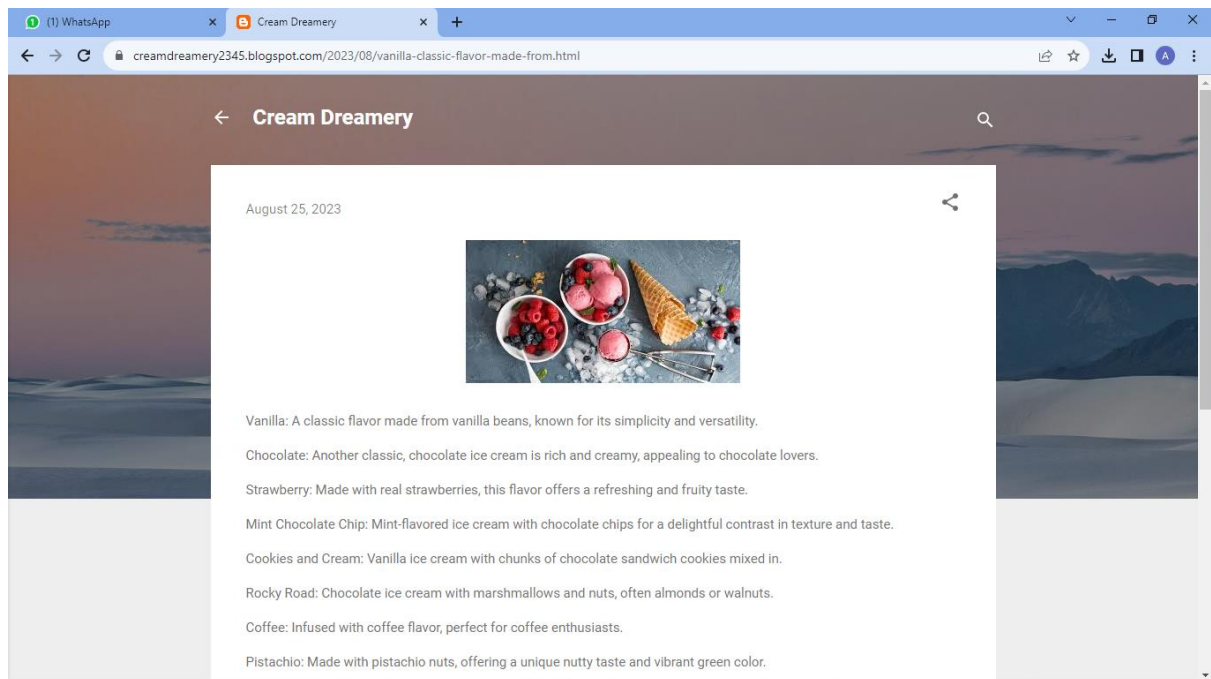 (1) WhatsApp
Cream Dreamery
creamdreamery2345.blogspot.com/2023/08/vanilla-classic-flavor-made-from.html
A
Cream Dreamery
August 25, 2023
Vanilla: A classic flavor made from vanilla beans, known for its simplicity and versatility.
Chocolate: Another classic, chocolate ice cream is rich and creamy, appealing to chocolate lovers.
Strawberry: Made with real strawberries, this flavor offers a refreshing and fruity taste.
Mint Chocolate Chip: Mint-flavored ice cream with chocolate chips for a delightful contrast in texture and taste.
Cookies and Cream: Vanilla ice cream with chunks of chocolate sandwich cookies mixed in.
Rocky Road: Chocolate ice cream with marshmallows and nuts, often almonds or walnuts.
Coffee: Infused with coffee flavor, perfect for coffee enthusiasts.
Pistachio: Made with pistachio nuts, offering a unique nutty taste and vibrant green color.